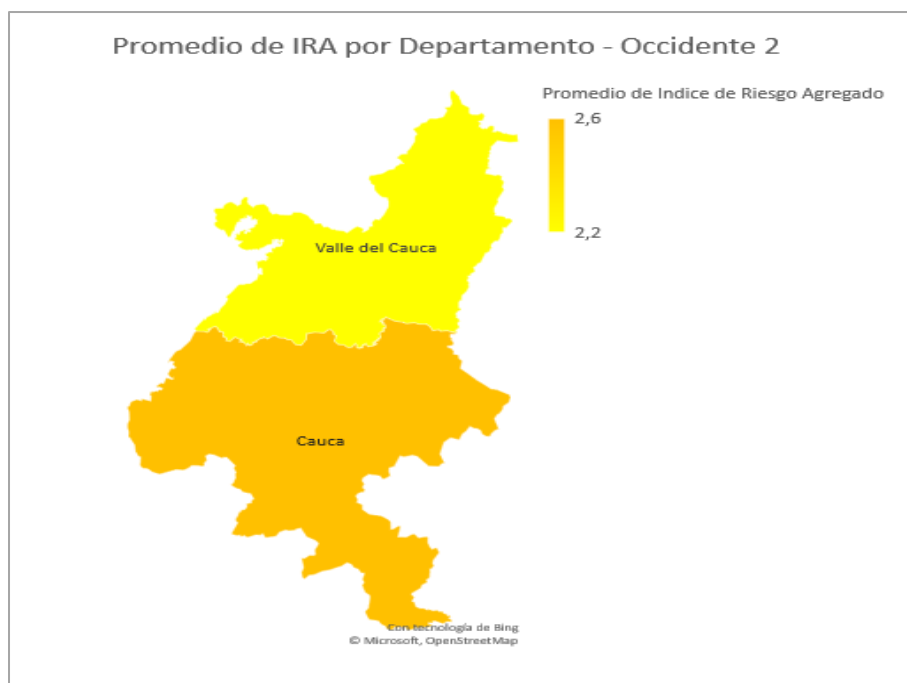 Promedio de IRA por Departamento - Occidente 2
Promedio de Indice de Riesgo Agregado
2,6
2,2
Valle del Cauca
Cauca
Con tecnología de Bing
© Microsoft, OpenStreetMap